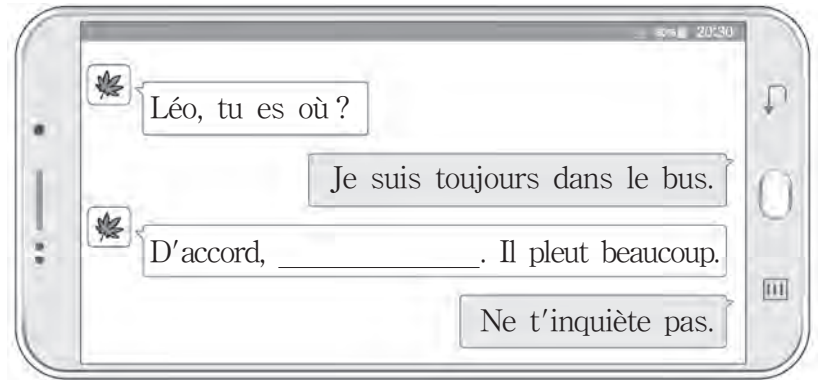 20:30
Léo, tu es où ?
Je suis toujours dans le bus.
D'accord, ______________. Il pleut beaucoup.
Ne t'inquiète pas.